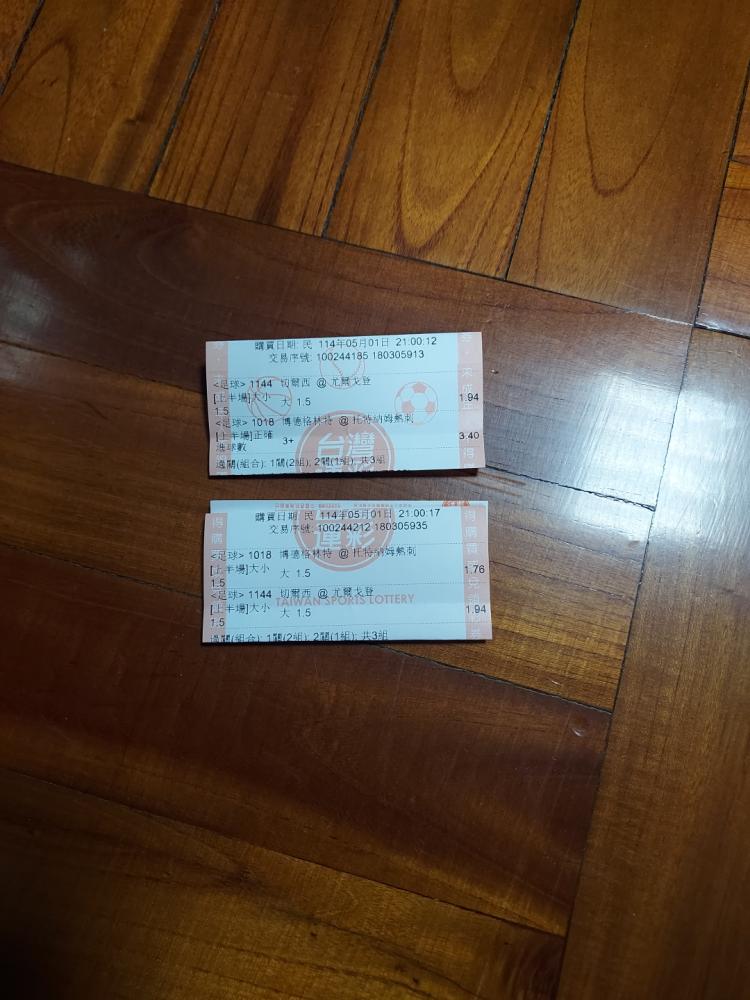 購買日期: 民 114年05月01日 21:00:12
交易序號: 100244185 180305913
<足球> 1144 切爾西 @ 尤爾戈登
[上半場]大小 大 1.5 1.94
1.5
<足球> 1018 博德格林特 @ 托特納姆熱刺
[上半場]正確 3+ 3.40
進球數
過關(組合): 1關(2組); 2關(1組); 共3組
台灣
購買日期: 民 114年05月01日 21:00:17
運彩
交易序號: 100244212 180305935
<足球> 1018 博德格林特 @ 托特納姆熱刺
[上半場]大小 大 1.5 1.76
1.5
<足球> 1144 切爾西 @ 尤爾戈登
TAIWAN SPORTS LOTTERY
[上半場]大小 大 1.5 1.94
1.5
過關(組合): 1關(2組); 2關(1組); 共3組